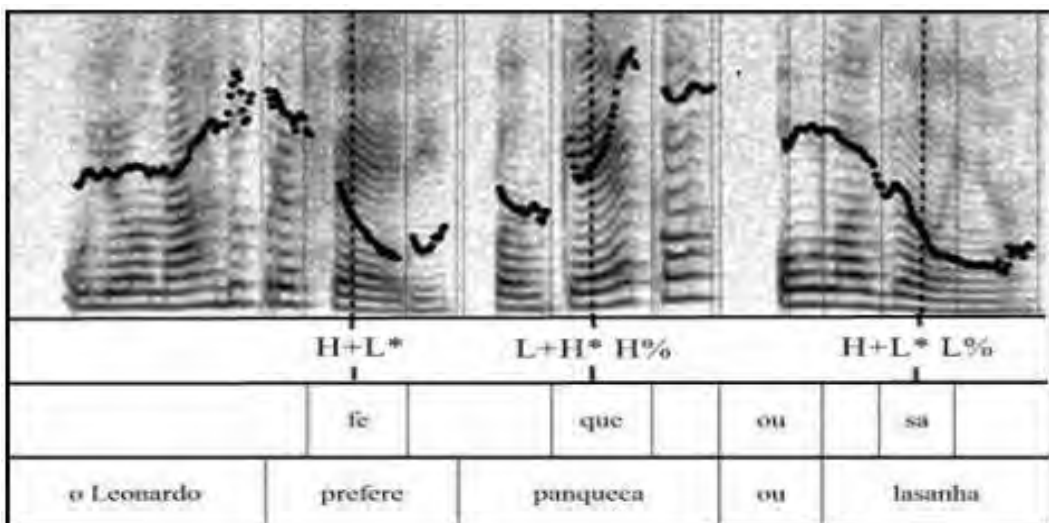 H+L* L+H* H% H+L* L%
fe que ou sa
o Leonardo prefere panqueca ou lasanha